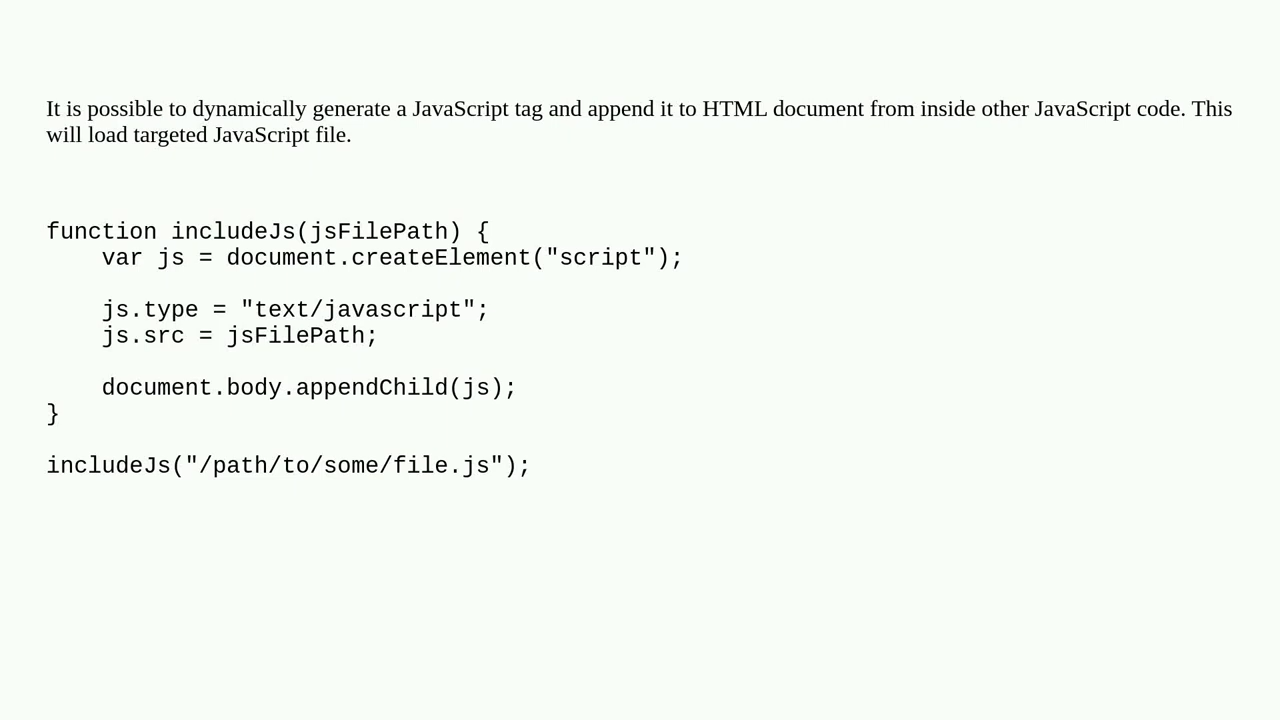 It is possible to dynamically generate a JavaScript tag and append it to HTML document from inside other JavaScript code. This
will load targeted JavaScript file.
function includeJs(jsFilePath) {
    var js = document.createElement("script");
    js.type = "text/javascript";
    js.src = jsFilePath;
    document.body.appendChild(js);
}
includeJs("/path/to/some/file.js");